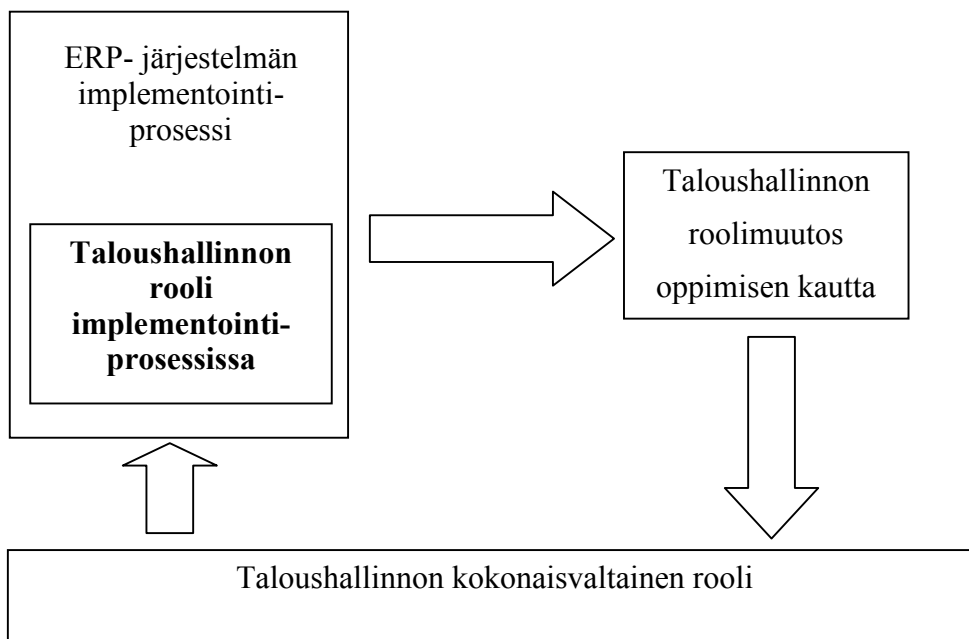 ERP- järjestelmän
implementointi-
prosessi
Taloushallinnon
rooli
implementointi-
prosessissa
Taloushallinnon
roolimuutos
oppimisen kautta
Taloushallinnon kokonaisvaltainen rooli